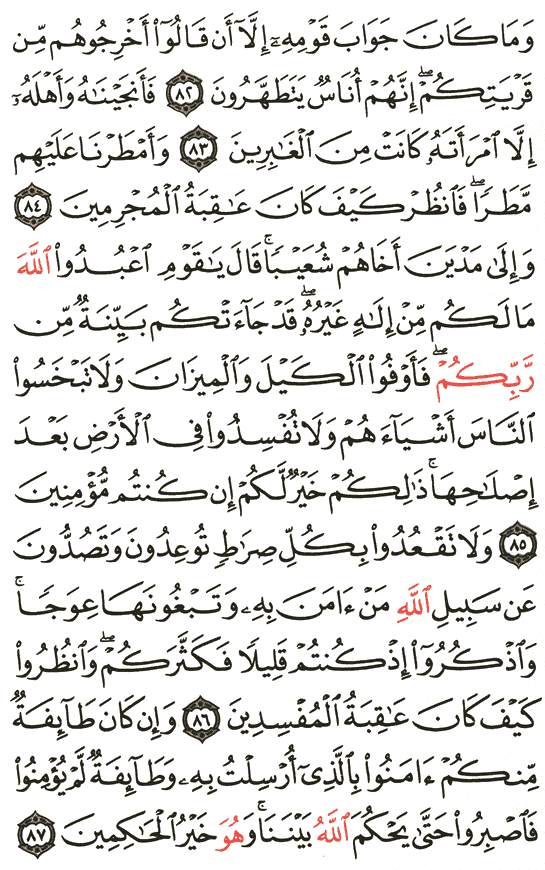 وَمَا كَانَ جَوَابَ قَوْمِهِۦٓ إِلَّآ أَن قَالُوٓا۟ أَخْرِجُوهُم مِّن
قَرْيَتِكُمْ ۖ إِنَّهُمْ أُنَاسٌ يَتَطَهَّرُونَ ٨٢ فَأَنجَيْنَـٰهُ وَأَهْلَهُۥٓ
إِلَّا ٱمْرَأَتَهُۥ كَانَتْ مِنَ ٱلْغَـٰبِرِينَ ٨٣ وَأَمْطَرْنَا عَلَيْهِم
مَّطَرًا ۖ فَٱنظُرْ كَيْفَ كَانَ عَـٰقِبَةُ ٱلْمُجْرِمِينَ ٨٤
وَإِلَىٰ مَدْيَنَ أَخَاهُمْ شُعَيْبًا ۗ قَالَ يَـٰقَوْمِ ٱعْبُدُوا۟ ٱللَّهَ
مَا لَكُم مِّنْ إِلَـٰهٍ غَيْرُهُۥ ۖ قَدْ جَآءَتْكُم بَيِّنَةٌ مِّن
رَّبِّكُمْ ۖ فَأَوْفُوا۟ ٱلْكَيْلَ وَٱلْمِيزَانَ وَلَا تَبْخَسُوا۟
ٱلنَّاسَ أَشْيَآءَهُمْ وَلَا تُفْسِدُوا۟ فِى ٱلْأَرْضِ بَعْدَ
إِصْلَـٰحِهَا ۚ ذَٰلِكُمْ خَيْرٌ لَّكُمْ إِن كُنتُم مُّؤْمِنِينَ
٨٥ وَلَا تَقْعُدُوا۟ بِكُلِّ صِرَٰطٍ تُوعِدُونَ وَتَصُدُّونَ
عَن سَبِيلِ ٱللَّهِ مَنْ ءَامَنَ بِهِۦ وَتَبْغُونَهَا عِوَجًا ۚ
وَٱذْكُرُوٓا۟ إِذْ كُنتُمْ قَلِيلًا فَكَثَّرَكُمْ ۖ وَٱنظُرُوا۟
كَيْفَ كَانَ عَـٰقِبَةُ ٱلْمُفْسِدِينَ ٨٦ وَإِن كَانَ طَآئِفَةٌ
مِّنكُمْ ءَامَنُوا۟ بِٱلَّذِىٓ أُرْسِلْتُ بِهِۦ وَطَآئِفَةٌ لَّمْ يُؤْمِنُوا۟
فَٱصْبِرُوا۟ حَتَّىٰ يَحْكُمَ ٱللَّهُ بَيْنَنَا ۚ وَهُوَ خَيْرُ ٱلْحَـٰكِمِينَ ٨٧